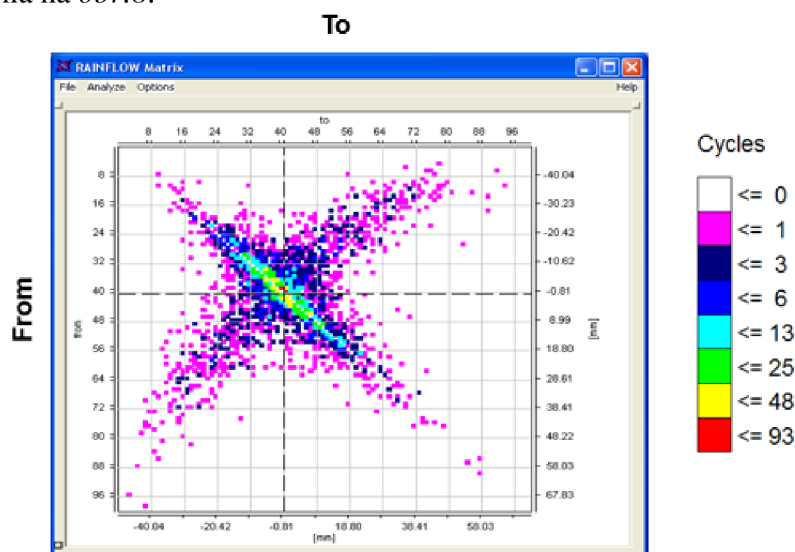 To
RAINFLOW Matrix
File Analyze Options Help
to
8 16 24 32 40 48 56 64 72 80 88 96
Cycles
<= 0
<= 1
<= 3
<= 6
<= 13
<= 25
<= 48
<= 93
From
from
8 -40.04
16 -30.23
24 -20.42
32 -10.62
40 -0.81
48 8.99
56 18.80
64 28.61
72 38.41
80 48.22
88 58.03
96 67.83
[mm]
-40.04 -20.42 -0.81 18.80 38.41 58.03
[mm]